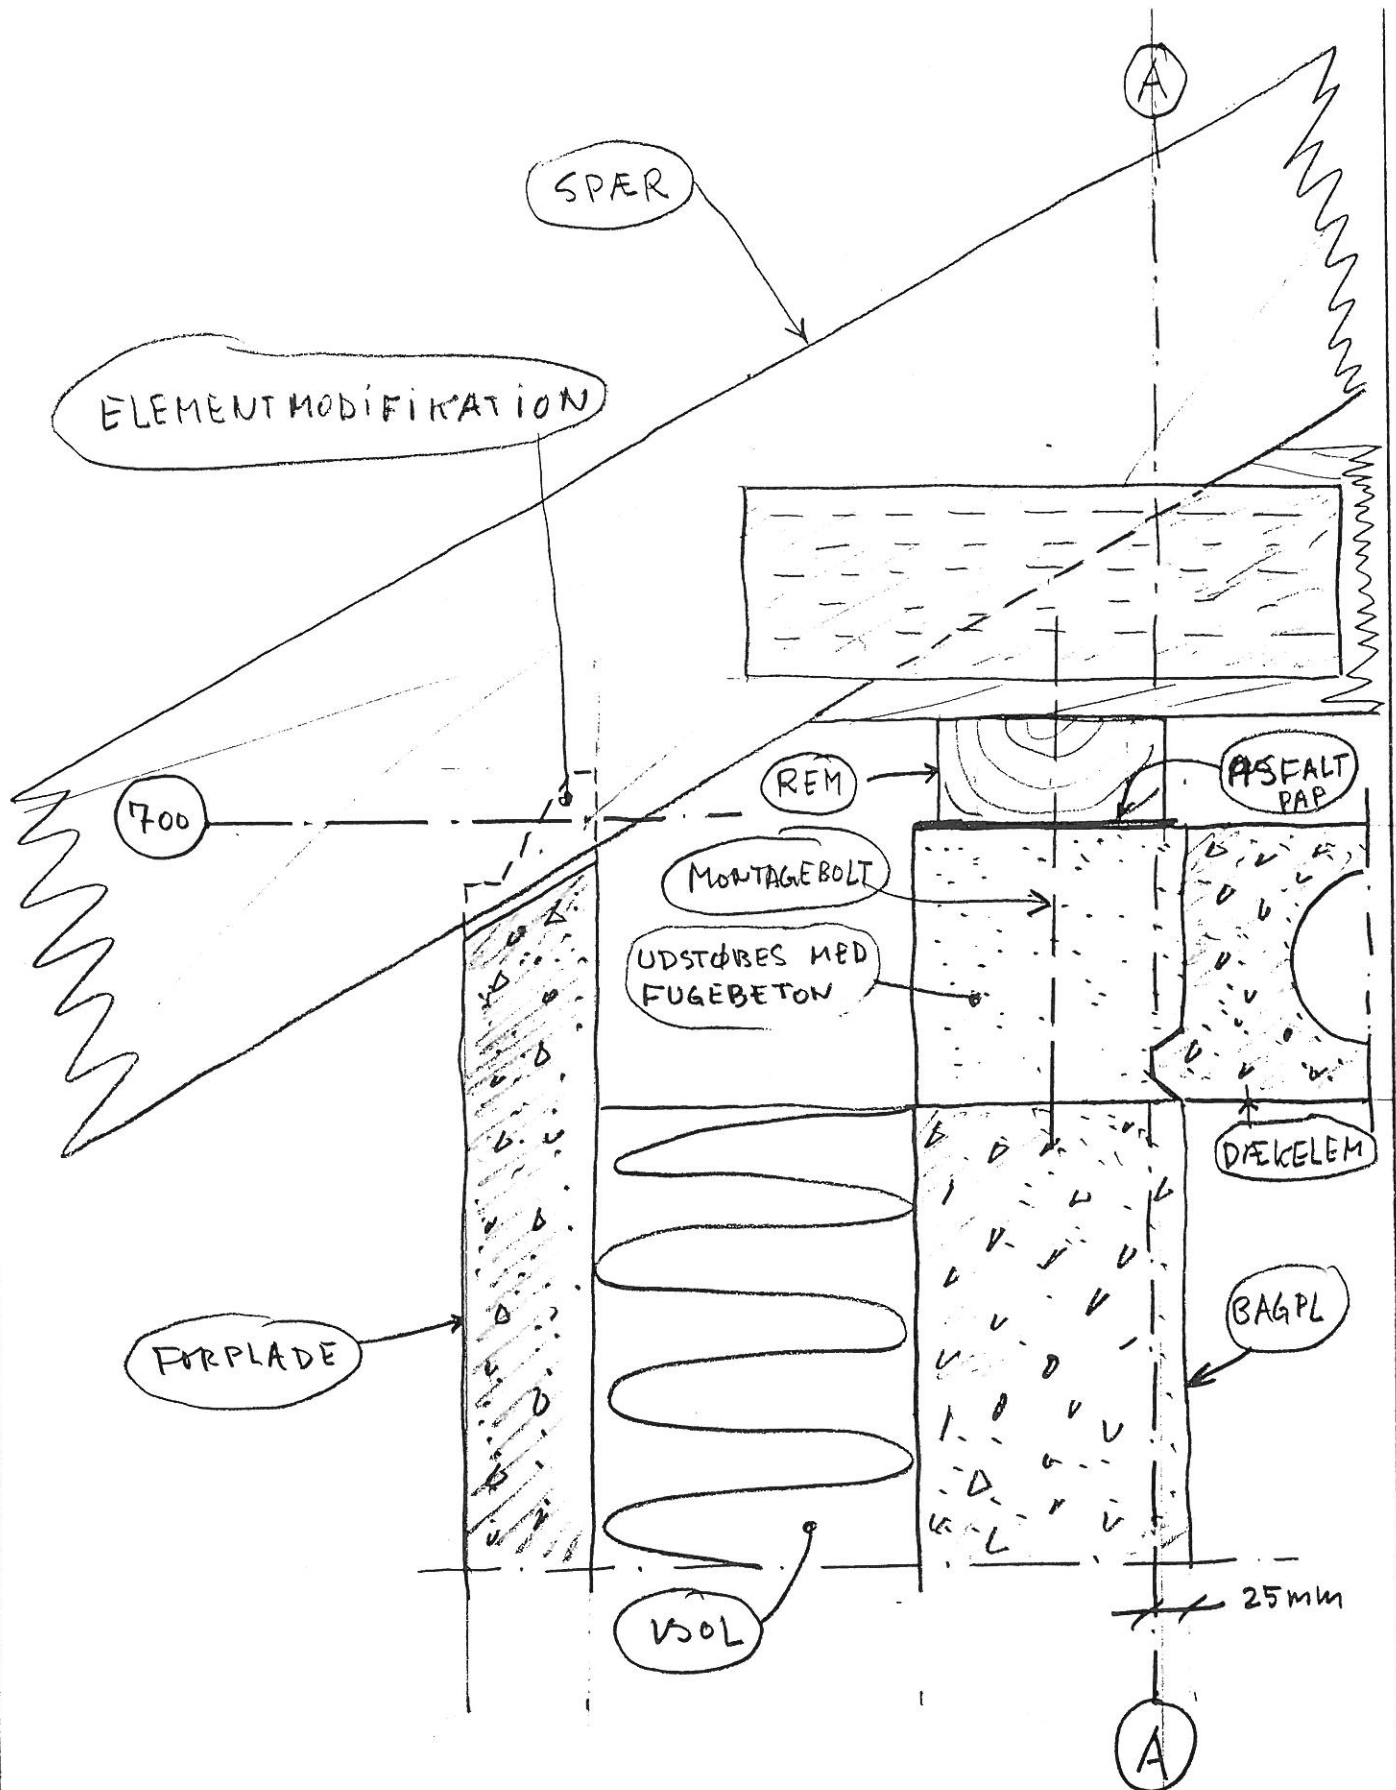 A
SPÆR
ELEMENTMODIFIKATION
700
REM
ASFALT
PAP
MONTAGEBOLT
UDSTØBES MED
FUGEBETON
DÆKELEM
BAGPL
FORPLADE
ISOL
25mm
A